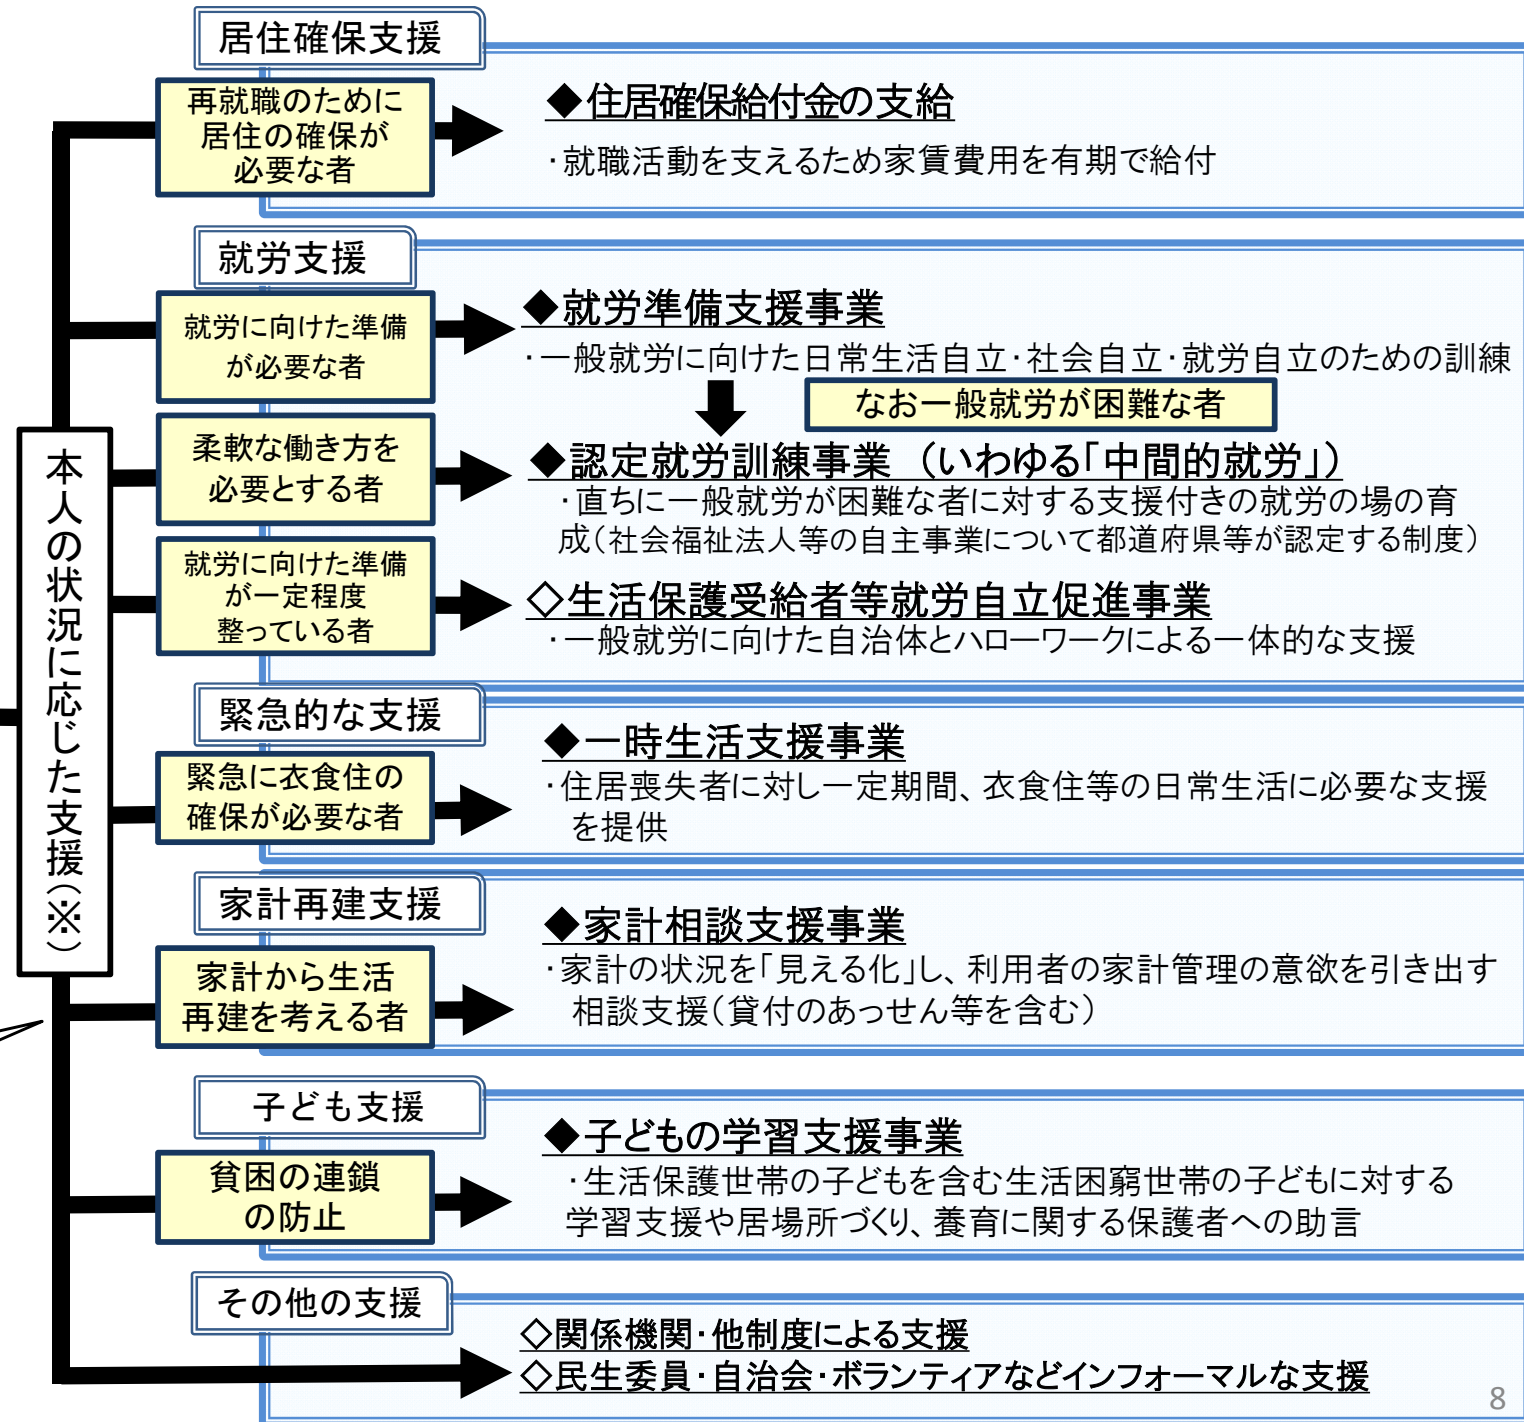 本人の状況に応じた支援(※)
居住確保支援
再就職のために
居住の確保が
必要な者
◆住居確保給付金の支給
・就職活動を支えるため家賃費用を有期で給付
就労支援
就労に向けた準備
が必要な者
◆就労準備支援事業
・一般就労に向けた日常生活自立・社会自立・就労自立のための訓練
なお一般就労が困難な者
柔軟な働き方を
必要とする者
◆認定就労訓練事業 (いわゆる「中間的就労」)
・直ちに一般就労が困難な者に対する支援付きの就労の場の育
成(社会福祉法人等の自主事業について都道府県等が認定する制度)
就労に向けた準備
が一定程度
整っている者
◇生活保護受給者等就労自立促進事業
・一般就労に向けた自治体とハローワークによる一体的な支援
緊急的な支援
緊急に衣食住の
確保が必要な者
◆一時生活支援事業
・住居喪失者に対し一定期間、衣食住等の日常生活に必要な支援
を提供
家計再建支援
家計から生活
再建を考える者
◆家計相談支援事業
・家計の状況を「見える化」し、利用者の家計管理の意欲を引き出す
相談支援(貸付のあっせん等を含む)
子ども支援
貧困の連鎖
の防止
◆子どもの学習支援事業
・生活保護世帯の子どもを含む生活困窮世帯の子どもに対する
学習支援や居場所づくり、養育に関する保護者への助言
その他の支援
◇関係機関・他制度による支援
◇民生委員・自治会・ボランティアなどインフォーマルな支援
8